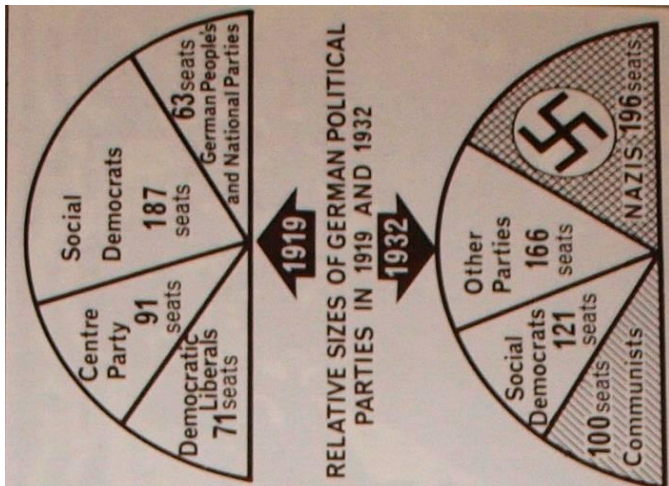 Democratic
Liberals
71 seats
Centre
Party
91
seats
Social
Democrats
187
seats
63 seats
German People's
and National Parties
1919
RELATIVE SIZES OF GERMAN POLITICAL
PARTIES IN 1919 AND 1932
1932
100 seats
Communists
Social
Democrats
121
seats
Other
Parties
166
seats
NAZIS 196 seats